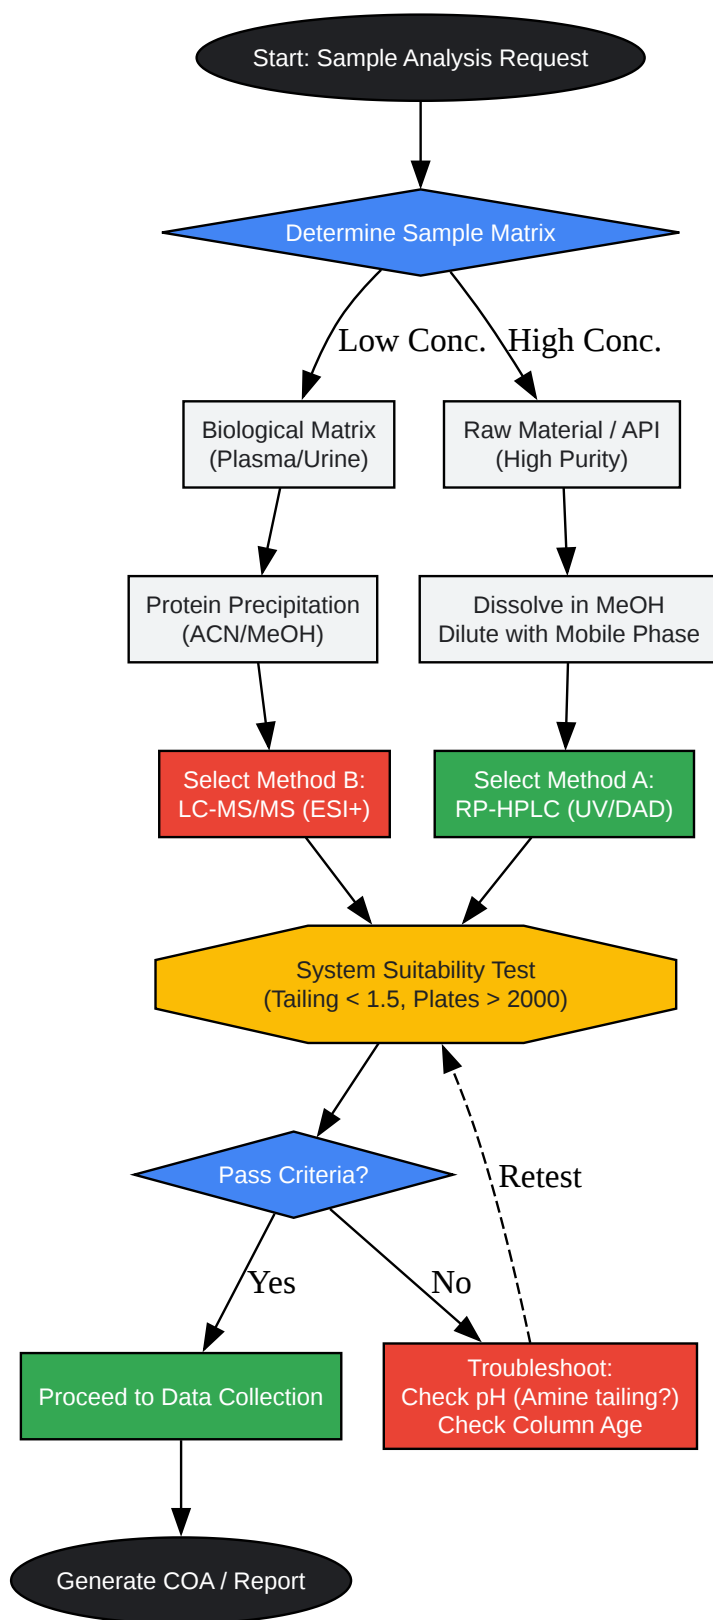 Start: Sample Analysis Request
Determine Sample Matrix
Low Conc.
High Conc.
Biological Matrix
(Plasma/Urine)
Raw Material / API
(High Purity)
Protein Precipitation
(ACN/MeOH)
Dissolve in MeOH
Dilute with Mobile Phase
Select Method B:
LC-MS/MS (ESI+)
Select Method A:
RP-HPLC (UV/DAD)
System Suitability Test
(Tailing < 1.5, Plates > 2000)
Pass Criteria?
Retest
Yes
No
Proceed to Data Collection
Troubleshoot:
Check pH (Amine tailing?)
Check Column Age
Generate COA / Report